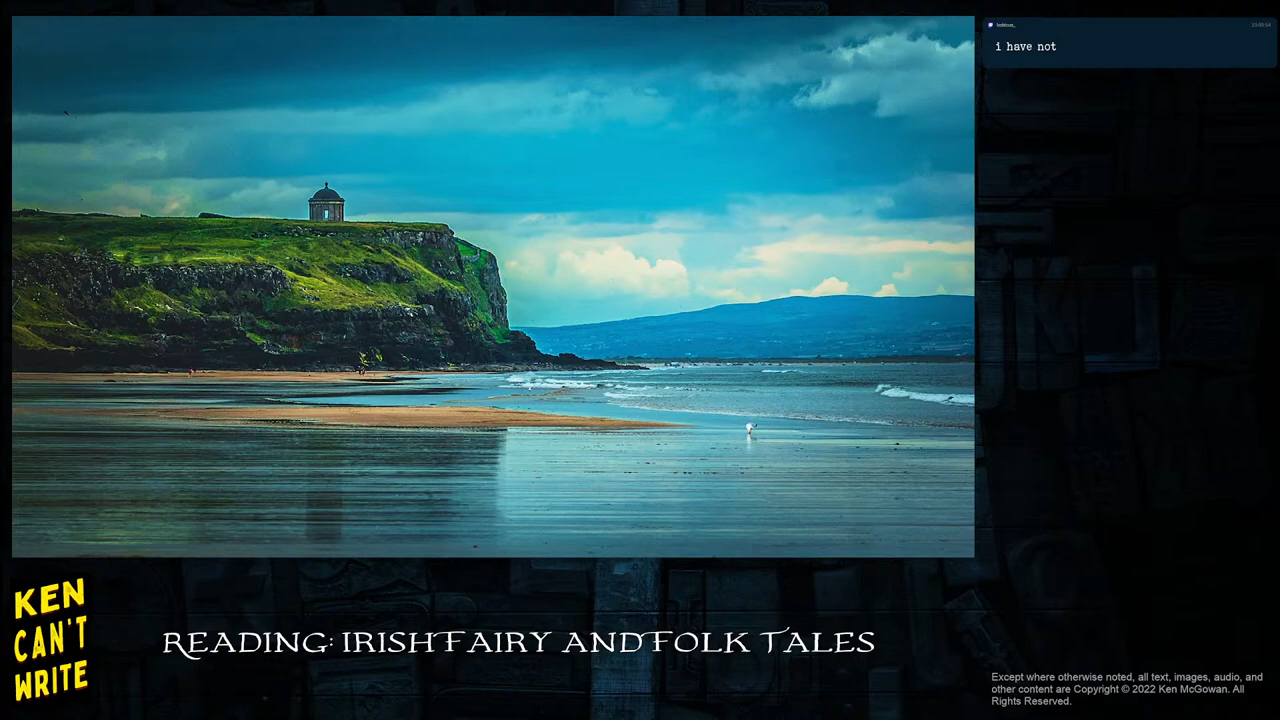 i have not
KEN
CAN'T
WRITE
READING: IRISH FAIRY AND FOLK TALES
Except where otherwise noted, all text, images, audio, and
other content are Copyright © 2022 Ken McGowan. All
Rights Reserved.